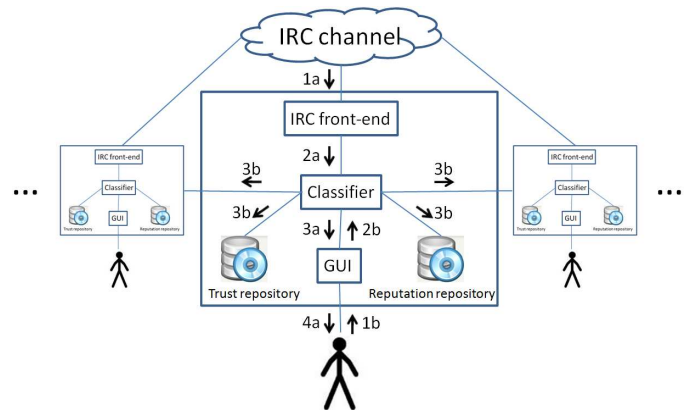 IRC channel
1a
IRC front-end
2a
3b
3b
Classifier
3b
3b
3a
2b
GUI
Trust repository
Reputation repository
4a
1b
...
IRC front-end
Classifier
GUI
Trust repository
Reputation repository
IRC front-end
Classifier
GUI
Trust repository
Reputation repository
...